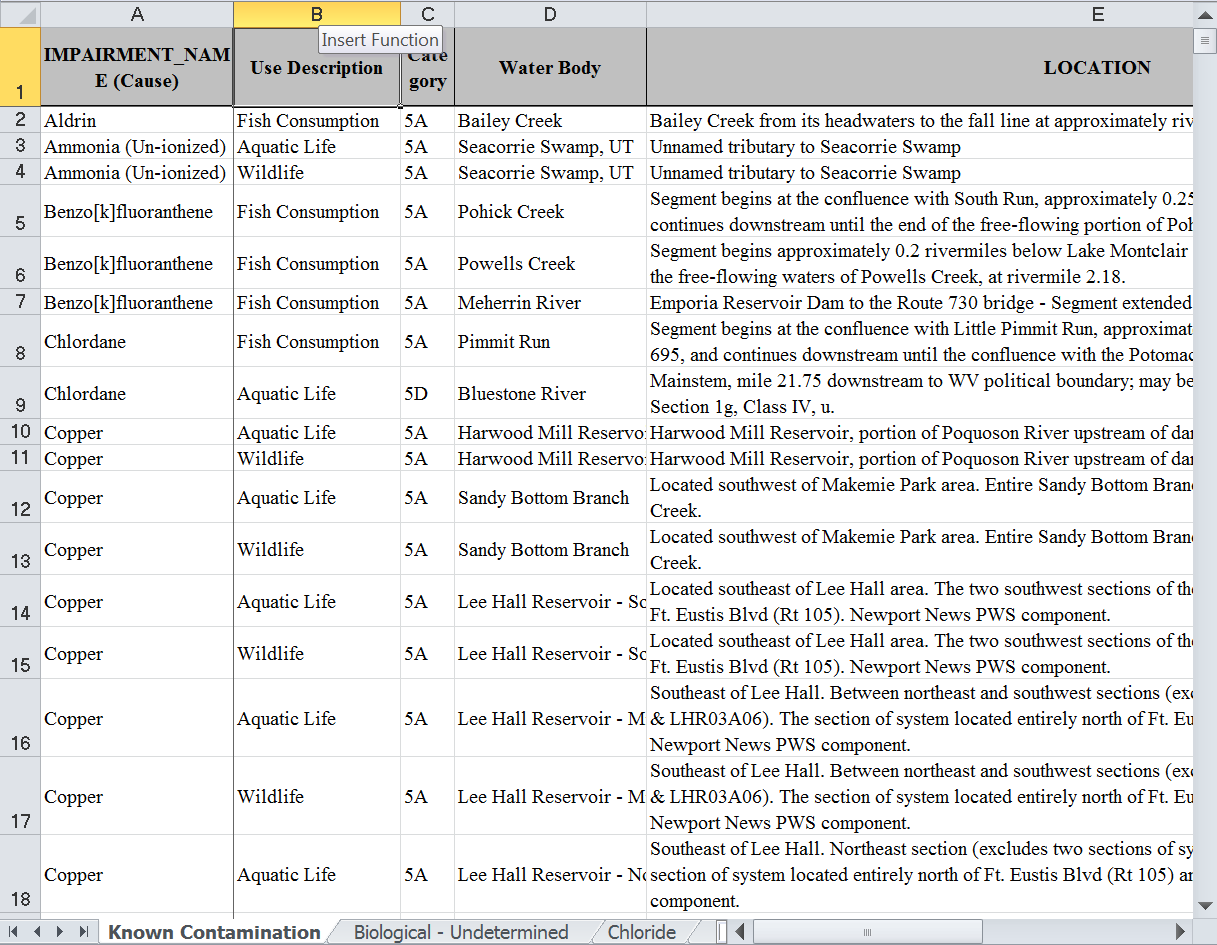 A B C D E
Insert Function
1 IMPAIRMENT_NAM
E (Cause) Use Description Cate
gory Water Body LOCATION
2 Aldrin Fish Consumption 5A Bailey Creek Bailey Creek from its headwaters to the fall line at approximately riv
3 Ammonia (Un-ionized) Aquatic Life 5A Seacorrie Swamp, UT Unnamed tributary to Seacorrie Swamp
4 Ammonia (Un-ionized) Wildlife 5A Seacorrie Swamp, UT Unnamed tributary to Seacorrie Swamp
5 Benzo[k]fluoranthene Fish Consumption 5A Pohick Creek Segment begins at the confluence with South Run, approximately 0.25
continues downstream until the end of the free-flowing portion of Poh
6 Benzo[k]fluoranthene Fish Consumption 5A Powells Creek Segment begins approximately 0.2 rivermiles below Lake Montclair
the free-flowing waters of Powells Creek, at rivermile 2.18.
7 Benzo[k]fluoranthene Fish Consumption 5A Meherrin River Emporia Reservoir Dam to the Route 730 bridge - Segment extended
8 Chlordane Fish Consumption 5A Pimmit Run Segment begins at the confluence with Little Pimmit Run, approximat
695, and continues downstream until the confluence with the Potomac
9 Chlordane Aquatic Life 5D Bluestone River Mainstem, mile 21.75 downstream to WV political boundary; may be
Section 1g, Class IV, u.
10 Copper Aquatic Life 5A Harwood Mill Reservoi Harwood Mill Reservoir, portion of Poquoson River upstream of dam
11 Copper Wildlife 5A Harwood Mill Reservoi Harwood Mill Reservoir, portion of Poquoson River upstream of dam
12 Copper Aquatic Life 5A Sandy Bottom Branch Located southwest of Makemie Park area. Entire Sandy Bottom Bran
Creek.
13 Copper Wildlife 5A Sandy Bottom Branch Located southwest of Makemie Park area. Entire Sandy Bottom Bran
Creek.
14 Copper Aquatic Life 5A Lee Hall Reservoir - So Located southeast of Lee Hall area. The two southwest sections of the
Ft. Eustis Blvd (Rt 105). Newport News PWS component.
15 Copper Wildlife 5A Lee Hall Reservoir - So Located southeast of Lee Hall area. The two southwest sections of the
Ft. Eustis Blvd (Rt 105). Newport News PWS component.
16 Copper Aquatic Life 5A Lee Hall Reservoir - M Southeast of Lee Hall. Between northeast and southwest sections (exc
& LHR03A06). The section of system located entirely north of Ft. Eu
Newport News PWS component.
17 Copper Wildlife 5A Lee Hall Reservoir - M Southeast of Lee Hall. Between northeast and southwest sections (exc
& LHR03A06). The section of system located entirely north of Ft. Eu
Newport News PWS component.
18 Copper Aquatic Life 5A Lee Hall Reservoir - No Southeast of Lee Hall. Northeast section (excludes two sections of sy
section of system located entirely north of Ft. Eustis Blvd (Rt 105) an
component.
Known Contamination Biological - Undetermined Chloride